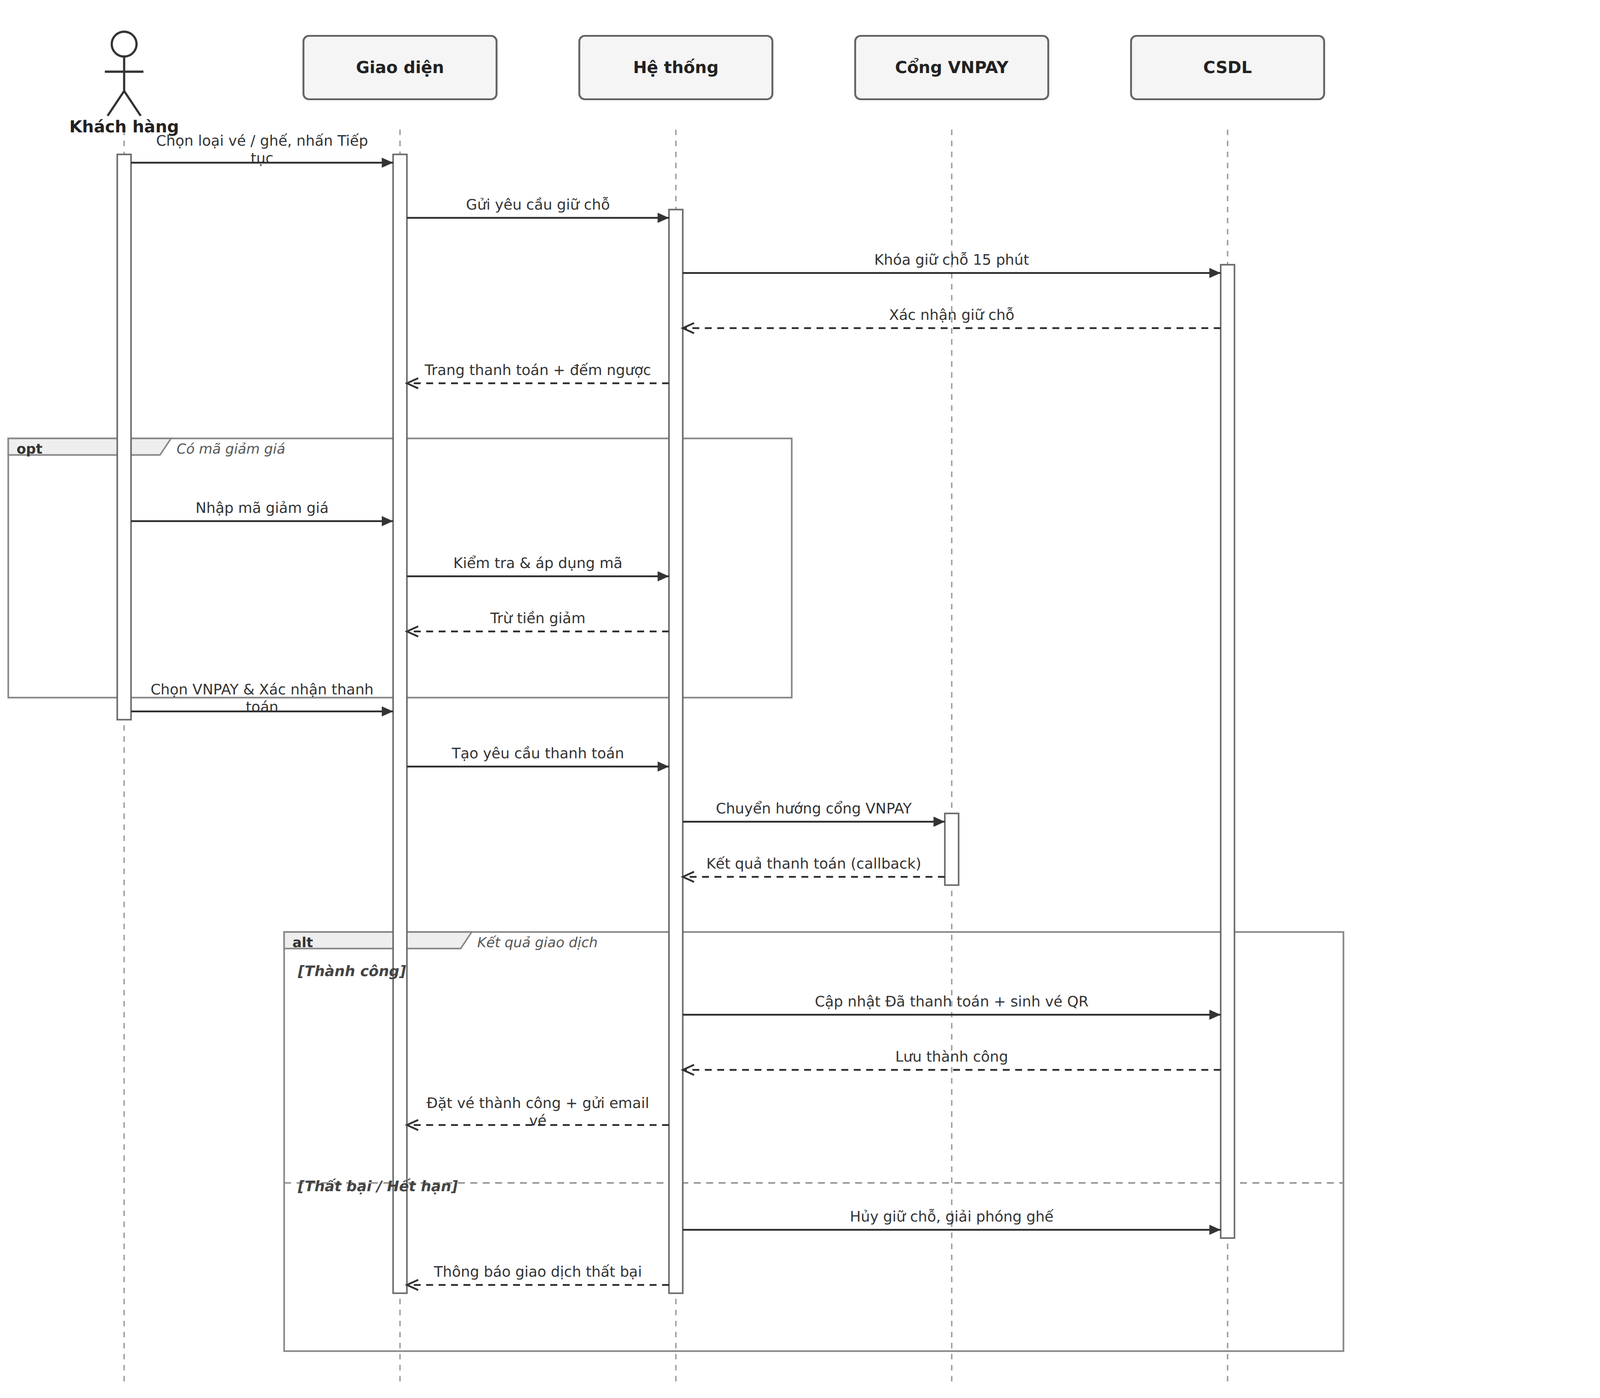 Giao diện
Hệ thống
Cổng VNPAY
CSDL
Khách hàng
Chọn loại vé / ghế, nhấn Tiếp
tục
Gửi yêu cầu giữ chỗ
Khóa giữ chỗ 15 phút
Xác nhận giữ chỗ
Trang thanh toán + đếm ngược
opt
Có mã giảm giá
Nhập mã giảm giá
Kiểm tra & áp dụng mã
Trừ tiền giảm
Chọn VNPAY & Xác nhận thanh
toán
Tạo yêu cầu thanh toán
Chuyển hướng cổng VNPAY
Kết quả thanh toán (callback)
alt
Kết quả giao dịch
[Thành công]
Cập nhật Đã thanh toán + sinh vé QR
Lưu thành công
Đặt vé thành công + gửi email
vé
[Thất bại / Hết hạn]
Hủy giữ chỗ, giải phóng ghế
Thông báo giao dịch thất bại